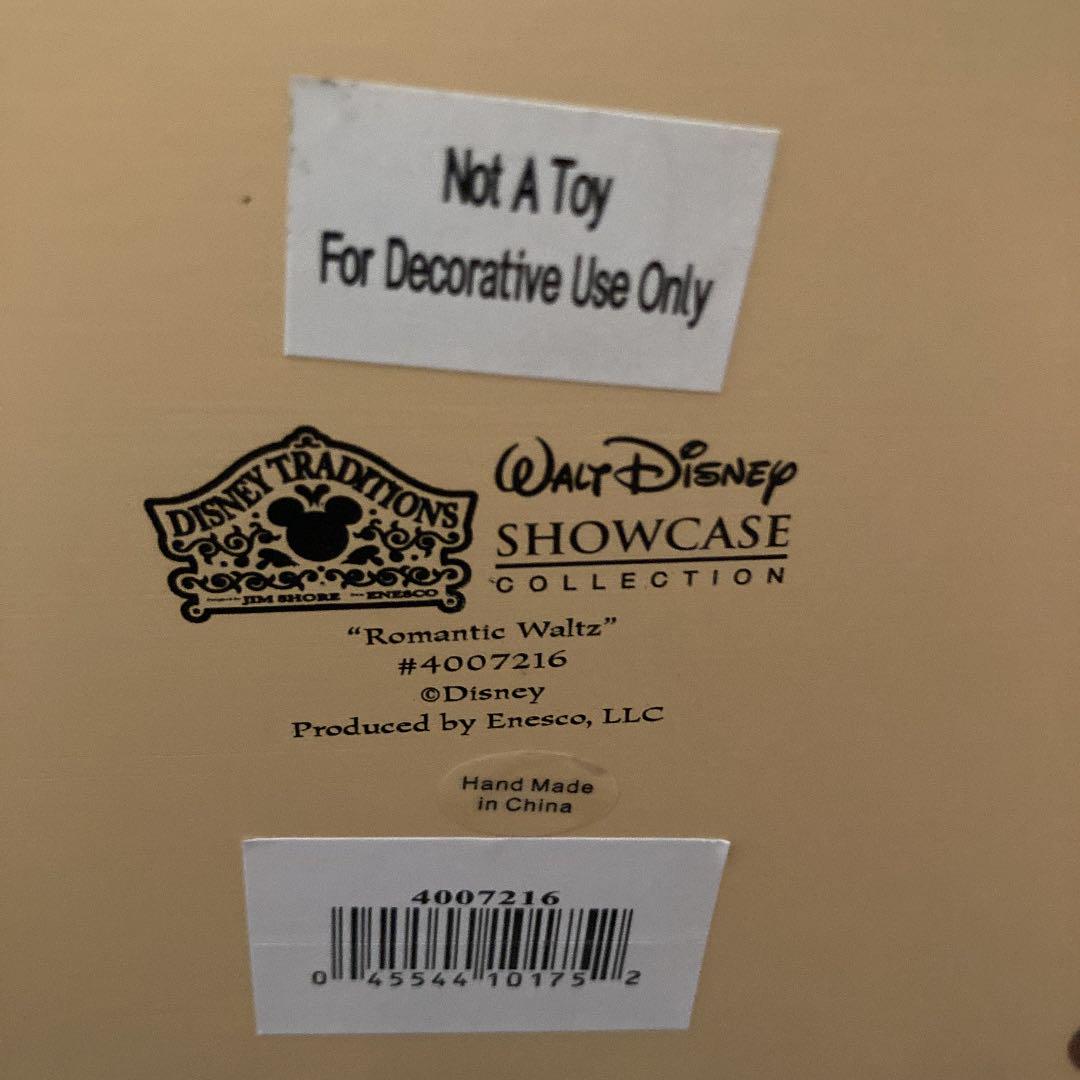 Not A Toy
For Decorative Use Only
DISNEY TRADITIONS
JIM SHORE
ENESCO
WALT DISNEY
SHOWCASE
COLLECTION
“Romantic Waltz”
#4007216
©Disney
Produced by Enesco, LLC
Hand Made
in China
4007216
0 45544 10175 2